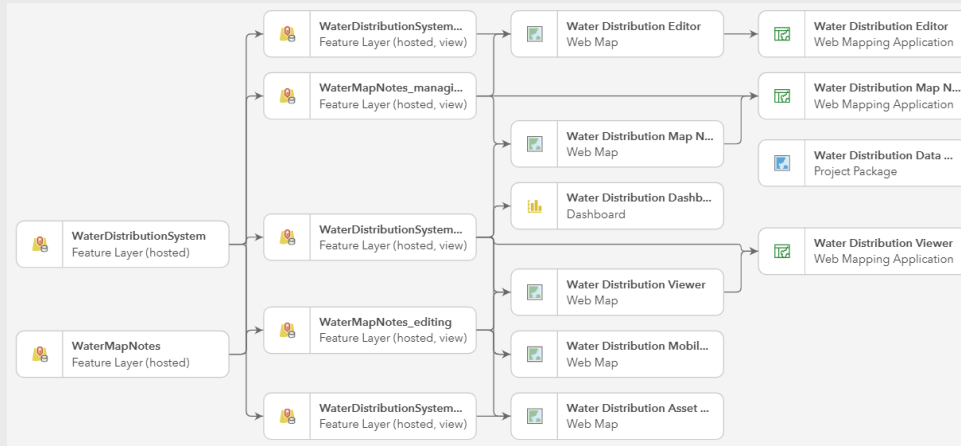 WaterDistributionSystem
Feature Layer (hosted)
WaterMapNotes
Feature Layer (hosted)
WaterDistributionSystem...
Feature Layer (hosted, view)
WaterMapNotes_managi...
Feature Layer (hosted, view)
WaterDistributionSystem...
Feature Layer (hosted, view)
WaterMapNotes_editing
Feature Layer (hosted, view)
WaterDistributionSystem...
Feature Layer (hosted, view)
Water Distribution Editor
Web Map
Water Distribution Map N...
Web Map
Water Distribution Dashb...
Dashboard
Water Distribution Viewer
Web Map
Water Distribution Mobil...
Web Map
Water Distribution Asset ...
Web Map
Water Distribution Editor
Web Mapping Application
Water Distribution Map N...
Web Mapping Application
Water Distribution Data ...
Project Package
Water Distribution Viewer
Web Mapping Application